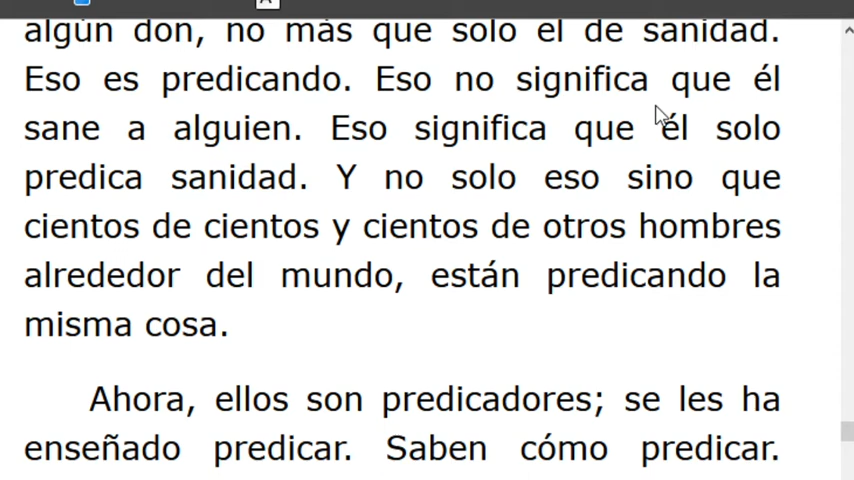 algún don, no más que solo el de sanidad.
Eso es predicando. Eso no significa que él
sane a alguien. Eso significa que él solo
predica sanidad. Y no solo eso sino que
cientos de cientos y cientos de otros hombres
alrededor del mundo, están predicando la
misma cosa.
Ahora, ellos son predicadores; se les ha
enseñado predicar. Saben cómo predicar.